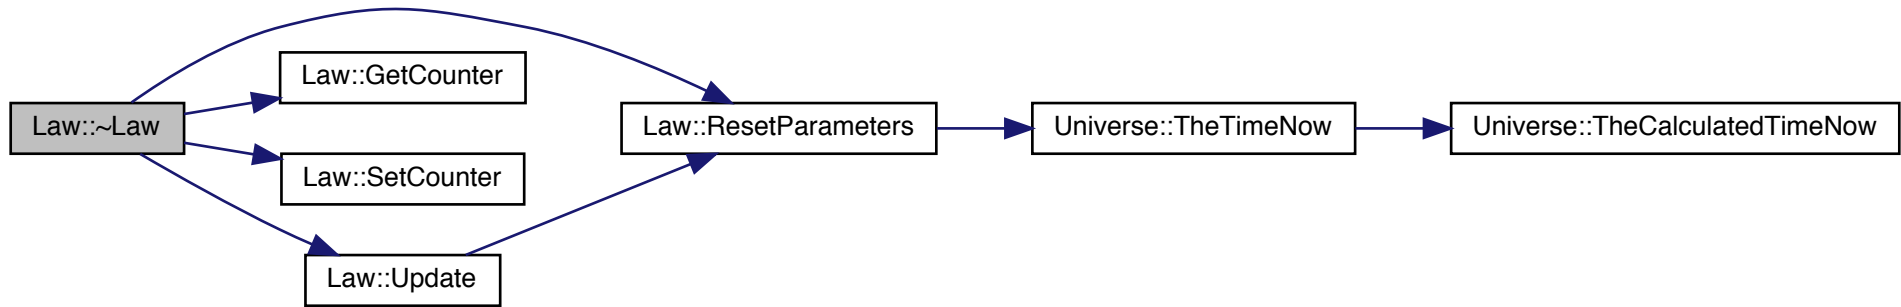 Law::~Law
Law::GetCounter
Law::SetCounter
Law::Update
Law::ResetParameters
Universe::TheTimeNow
Universe::TheCalculatedTimeNow